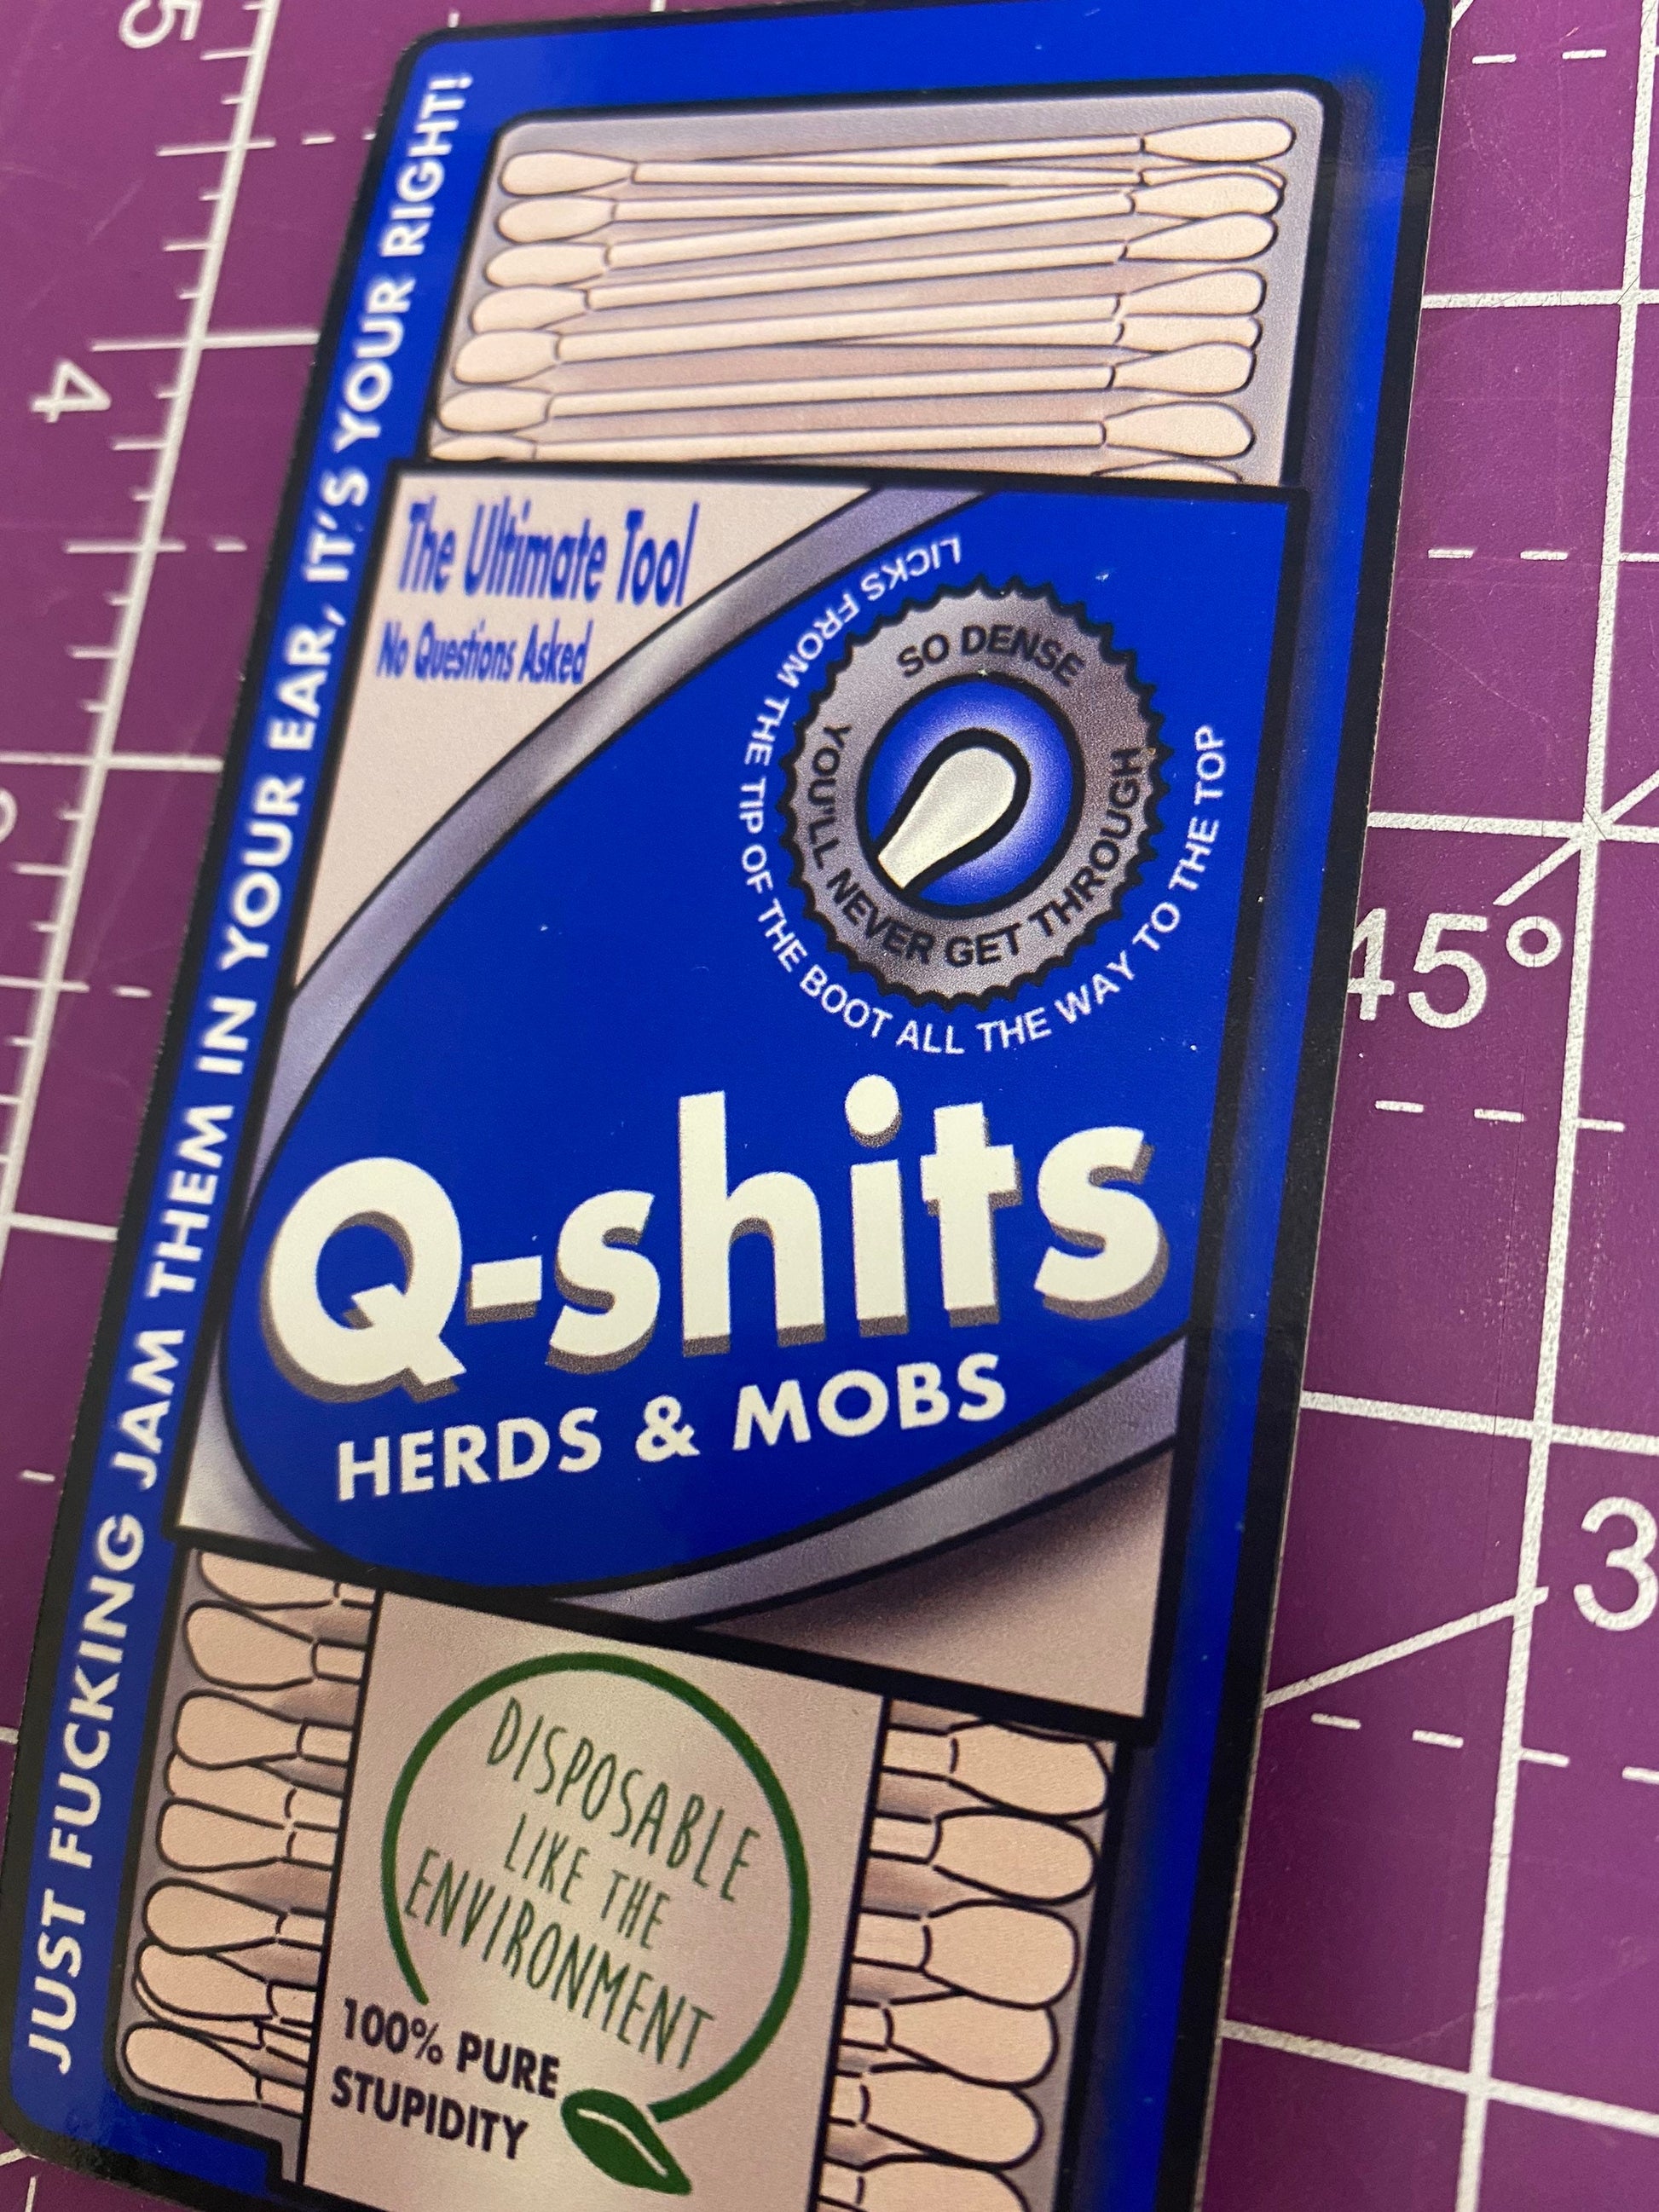 JUST FUCKING JAM THEM IN YOUR EAR, IT'S YOUR RIGHT!
The Ultimate Tool
No Questions Asked
LICKS FROM THE TIP OF THE BOOT ALL THE WAY TO THE TOP
SO DENSE
YOU'LL NEVER GET THROUGH
Q-shits
HERDS & MOBS
DISPOSABLE
LIKE THE
ENVIRONMENT
100% PURE
STUPIDITY
5
4
45°
3